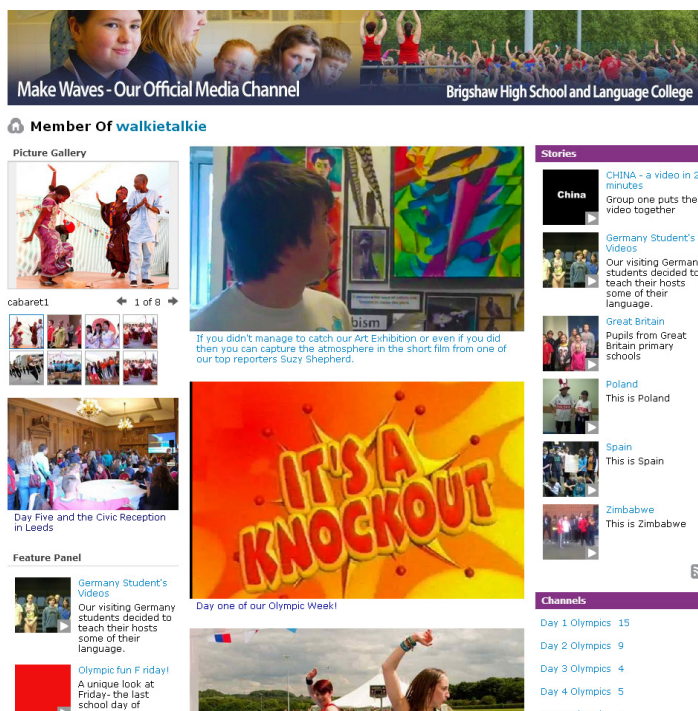 Make Waves - Our Official Media Channel
Brigshaw High School and Language College
Member Of walkietalkie
Picture Gallery
cabaret1
1 of 8
Day Five and the Civic Reception
in Leeds
Feature Panel
Germany Student's
Videos
Our visiting Germany
students decided to
teach their hosts
some of their
language.
Olympic fun F riday!
A unique look at
Friday- the last
school day of
bism
If you didn't manage to catch our Art Exhibition or even if you did
then you can capture the atmosphere in the short film from one of
our top reporters Suzy Shepherd.
IT'S A
KNOCKOUT
Day one of our Olympic Week!
Stories
China
CHINA - a video in 2
minutes
Group one puts the
video together
Germany Student's
Videos
Our visiting German
students decided to
teach their hosts
some of their
language.
Great Britain
Pupils from Great
Britain primary
schools
Poland
This is Poland
Spain
This is Spain
Zimbabwe
This is Zimbabwe
Channels
Day 1 Olympics 15
Day 2 Olympics 9
Day 3 Olympics 4
Day 4 Olympics 5